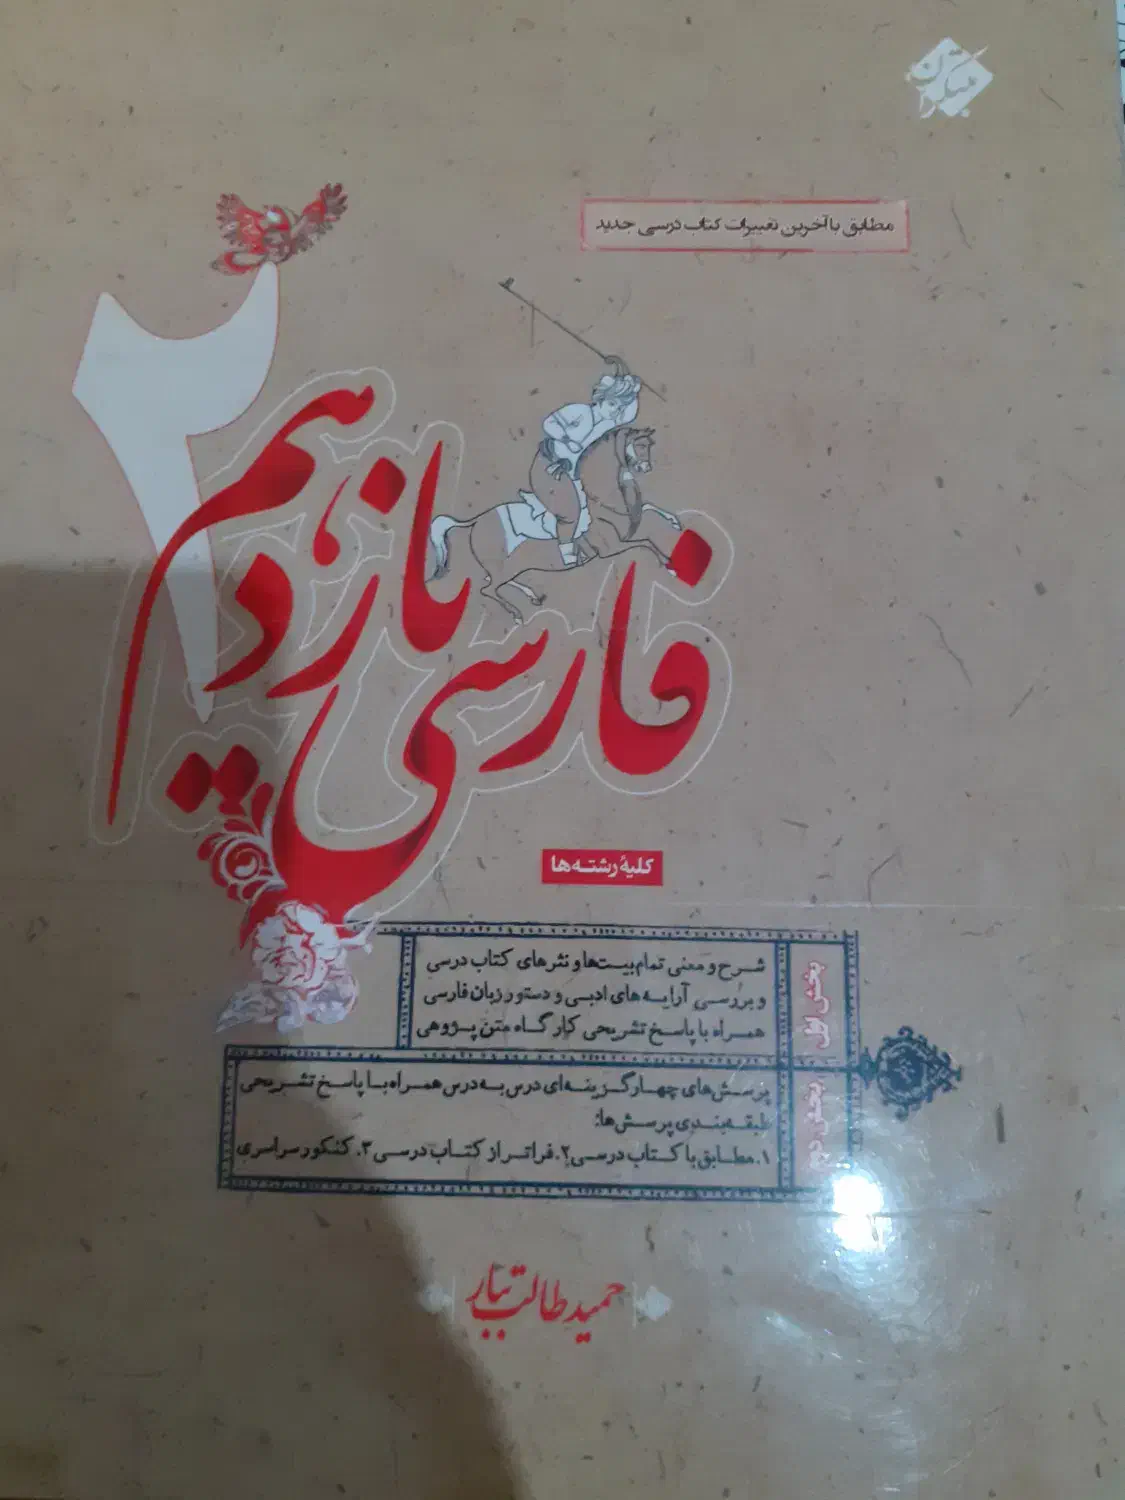 مبتکران
مطابق با آخرین تغییرات کتاب درسی جدید
فارسی یازدهم ۲
کلیهٔ رشته‌ها
بخش اول
شرح و معنی تمام بیت‌ها و نثرهای کتاب درسی
و بررسی آرایه‌های ادبی و دستور زبان فارسی
همراه با پاسخ تشریحی کارگاه متن پژوهی
بخش دوم
پرسش‌های چهارگزینه‌ای درس به درس همراه با پاسخ تشریحی
طبقه‌بندی پرسش‌ها:
۱. مطابق با کتاب درسی ۲. فراتر از کتاب درسی ۳. کنکور سراسری
حمید طالب تبار